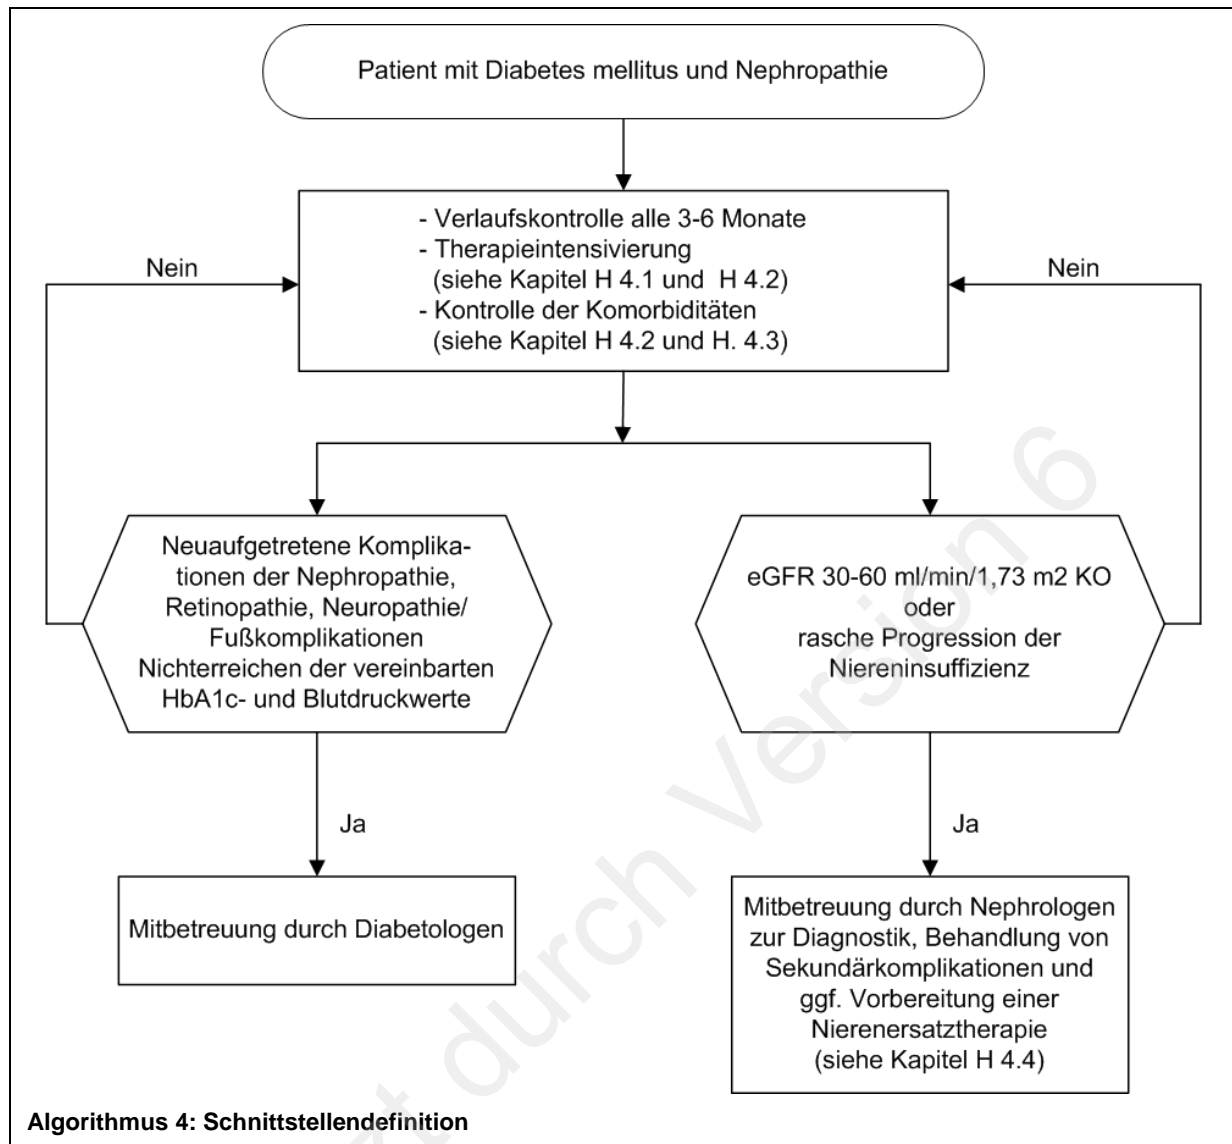 Patient mit Diabetes mellitus und Nephropathie
- Verlaufskontrolle alle 3-6 Monate
- Therapieintensivierung
(siehe Kapitel H 4.1 und H 4.2)
- Kontrolle der Komorbiditäten
(siehe Kapitel H 4.2 und H. 4.3)
Nein
Nein
Neuaufgetretene Komplika-
tionen der Nephropathie,
Retinopathie, Neuropathie/
Fußkomplikationen
Nichterreichen der vereinbarten
HbA1c- und Blutdruckwerte
eGFR 30-60 ml/min/1,73 m2 KO
oder
rasche Progression der
Niereninsuffizienz
Ja
Ja
Mitbetreuung durch Diabetologen
Mitbetreuung durch Nephrologen
zur Diagnostik, Behandlung von
Sekundärkomplikationen und
ggf. Vorbereitung einer
Nierenersatztherapie
(siehe Kapitel H 4.4)
Algorithmus 4: Schnittstellendefinition
durch Version 6